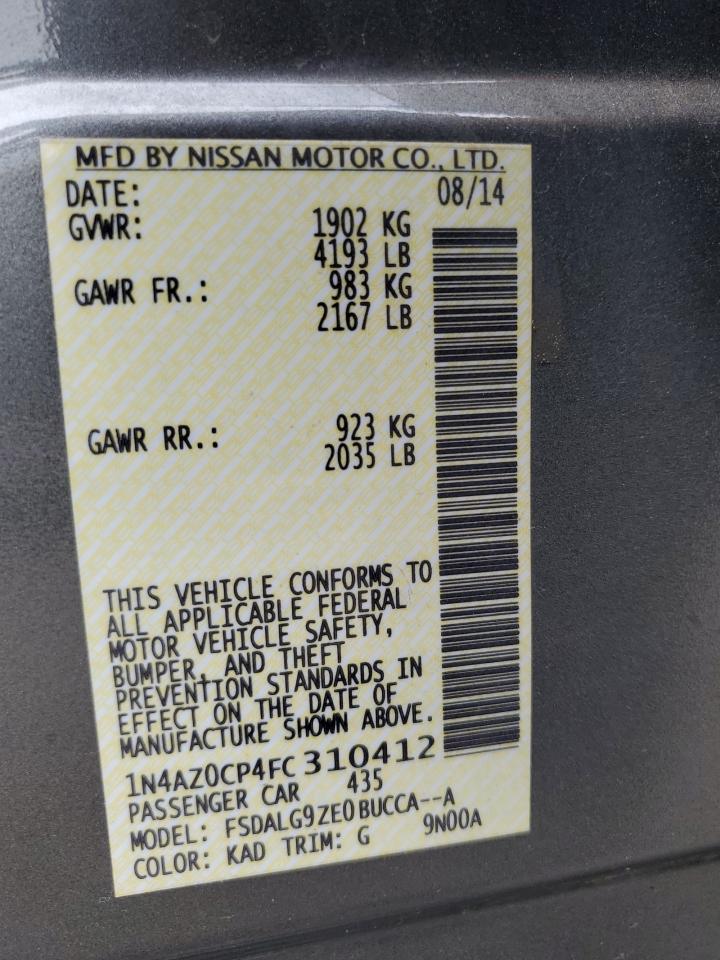 MFD BY NISSAN MOTOR CO., LTD.
DATE: 08/14
GVWR: 1902 KG
4193 LB
GAWR FR.: 983 KG
2167 LB
GAWR RR.: 923 KG
2035 LB
THIS VEHICLE CONFORMS TO
ALL APPLICABLE FEDERAL
MOTOR VEHICLE SAFETY,
BUMPER, AND THEFT
PREVENTION STANDARDS IN
EFFECT ON THE DATE OF
MANUFACTURE SHOWN ABOVE.
1N4AZ0CP4FC310412
PASSENGER CAR 435
MODEL: FSDALG9ZE0BUCCA--A
COLOR: KAD TRIM: G 9N00A